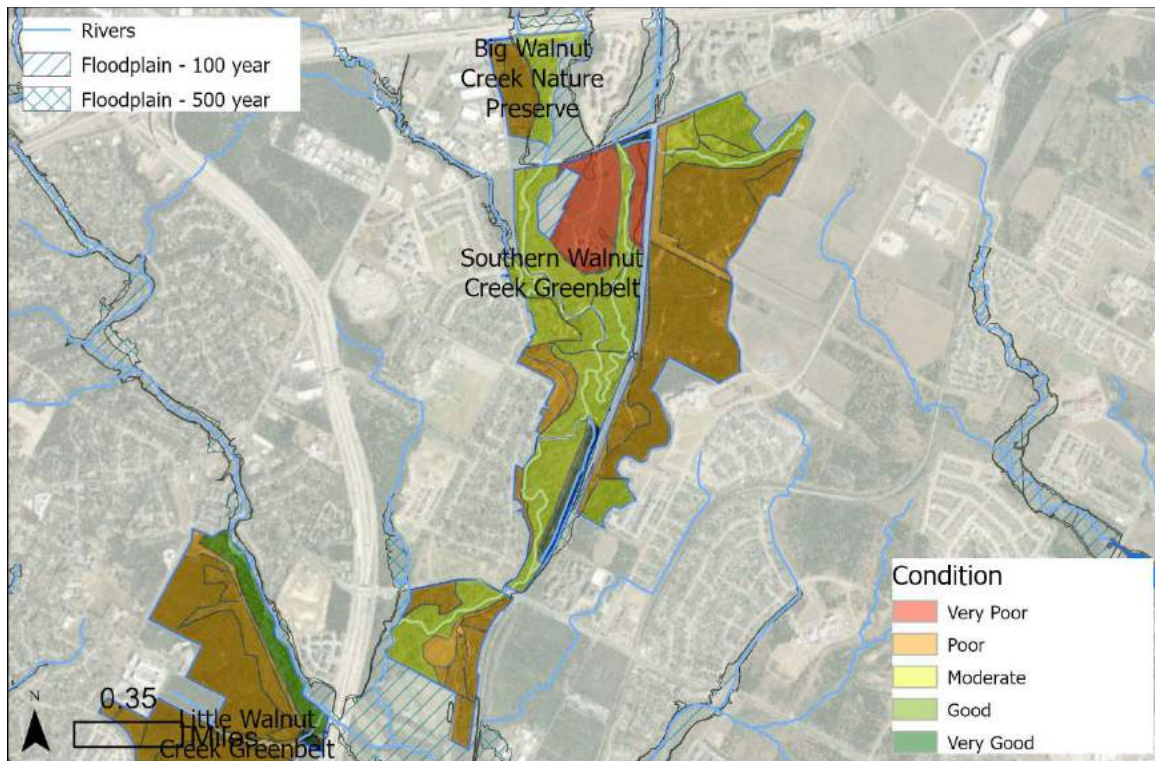 Rivers
Floodplain - 100 year
Floodplain - 500 year
Big Walnut
Creek Nature
Preserve
Southern Walnut
Creek Greenbelt
Condition
Very Poor
Poor
Moderate
Good
Very Good
N
0.35
Miles
Little Walnut
Creek Greenbelt